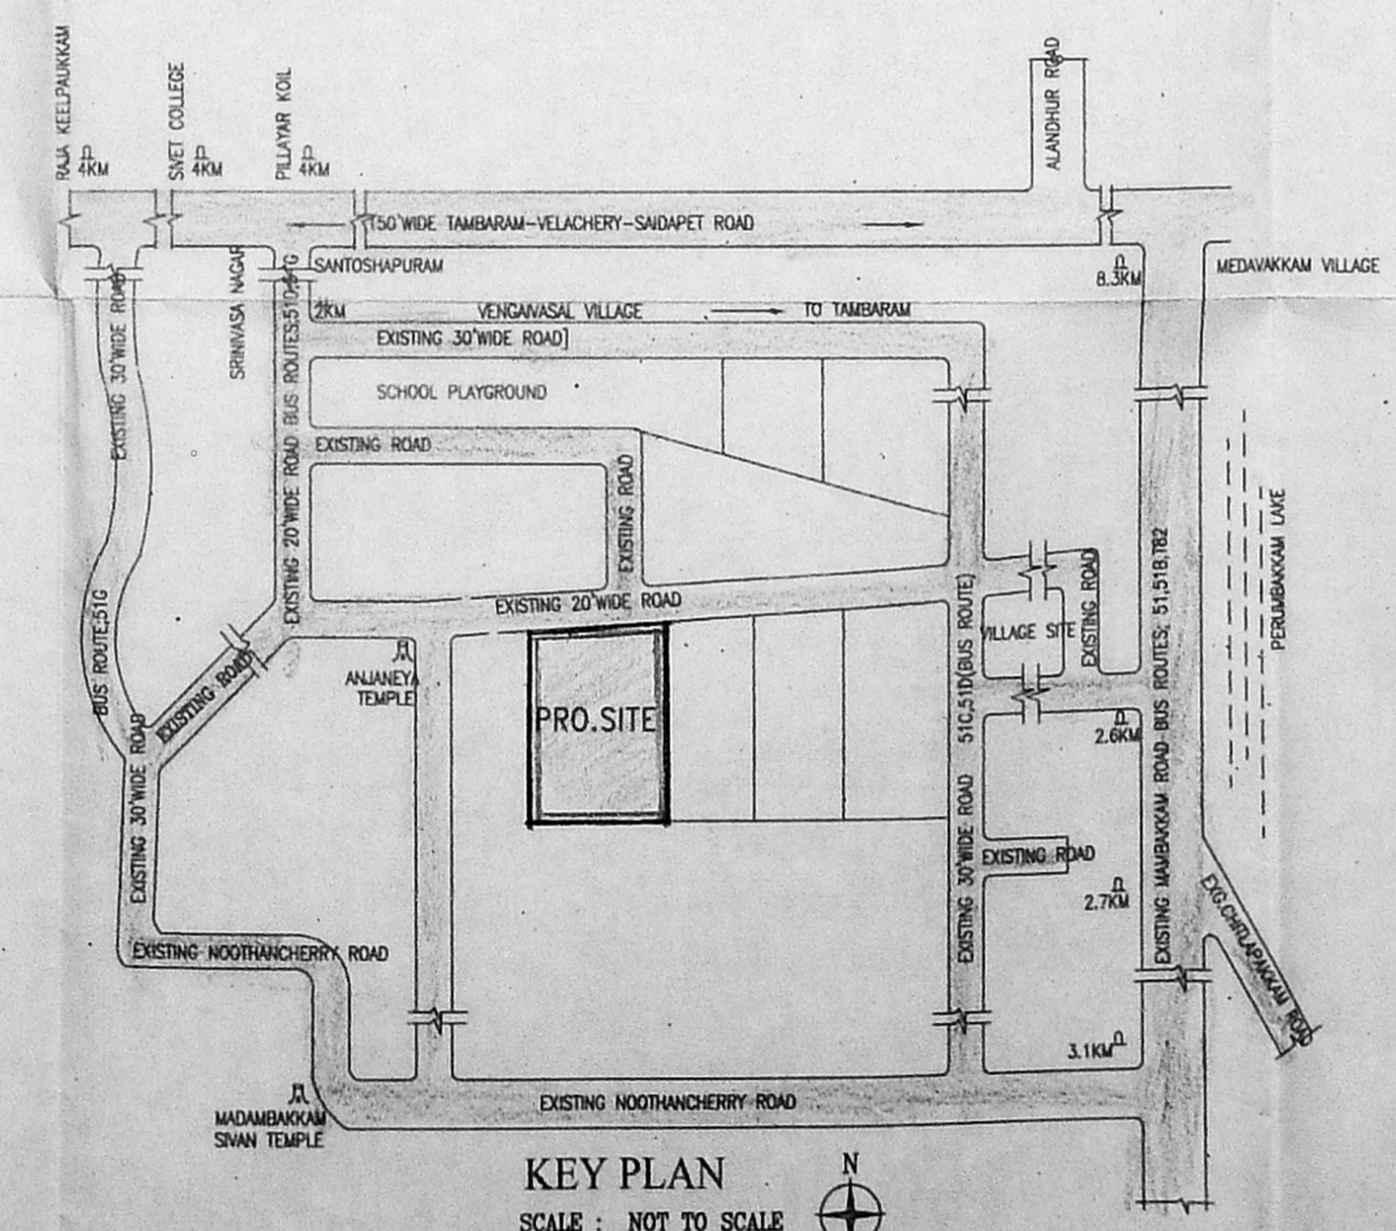 RAJA KEELPAUKKAM
4KM
SIVET COLLEGE
4KM
PILLAYAR KOIL
4KM
ALANDHUR ROAD
150'WIDE TAMBARAM-VELACHERY-SAIDAPET ROAD
SANTOSHAPURAM
8.3KM
MEDAVAKKAM VILLAGE
2KM
VENGAIVASAL VILLAGE
TO TAMBARAM
EXISTING 30'WIDE ROAD]
EXISTING 30'WIDE ROAD
SRINIVASA NAGAR
EXISTING 20'WIDE ROAD BUS ROUTES;51D,51G
SCHOOL PLAYGROUND
EXISTING ROAD
EXISTING ROAD
PERUMBAKKAM LAKE
BUS ROUTE;51G
EXISTING 20'WIDE ROAD
VILLAGE SITE
EXISTING ROAD
EXISTING ROAD
ANJANEYA
TEMPLE
PRO.SITE
EXISTING 30'WIDE ROAD
EXISTING 30'WIDE ROAD 51C,51D(BUS ROUTE)
2.6KM
EXISTING MAMBAKKAM ROAD BUS ROUTES; 51,51B,T82
EXISTING ROAD
2.7KM
EXG.CHITLAPAKKAM ROAD
EXISTING NOOTHANCHERRY ROAD
3.1KM
EXISTING NOOTHANCHERRY ROAD
MADAMBAKKAM
SIVAN TEMPLE
KEY PLAN
N
SCALE : NOT TO SCALE